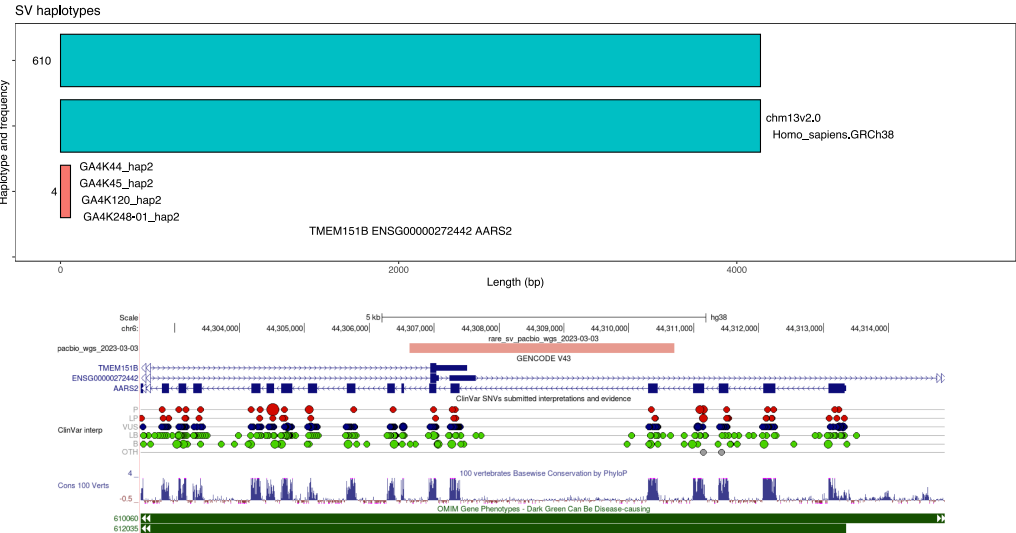 SV haplotypes
Haplotype and frequency
610
chm13v2.0
Homo_sapiens.GRCh38
GA4K44_hap2
GA4K45_hap2
4
GA4K120_hap2
GA4K248-01_hap2
TMEM151B ENSG00000272442 AARS2
0 2000 4000
Length (bp)
Scale 5 kb hg38
chr6: 44,304,000 44,305,000 44,306,000 44,307,000 44,308,000 44,309,000 44,310,000 44,311,000 44,312,000 44,313,000 44,314,000
rare_sv_pacbio_wgs_2023-03-03
pacbio_wgs_2023-03-03
GENCODE V43
TMEM151B
ENSG00000272442
AARS2
ClinVar SNVs submitted interpretations and evidence
P
LP
ClinVar interp VUS
LB
B
OTH
4 100 vertebrates Basewise Conservation by PhyloP
Cons 100 Verts
-0.5
OMIM Gene Phenotypes - Dark Green Can Be Disease-causing
610060
612035